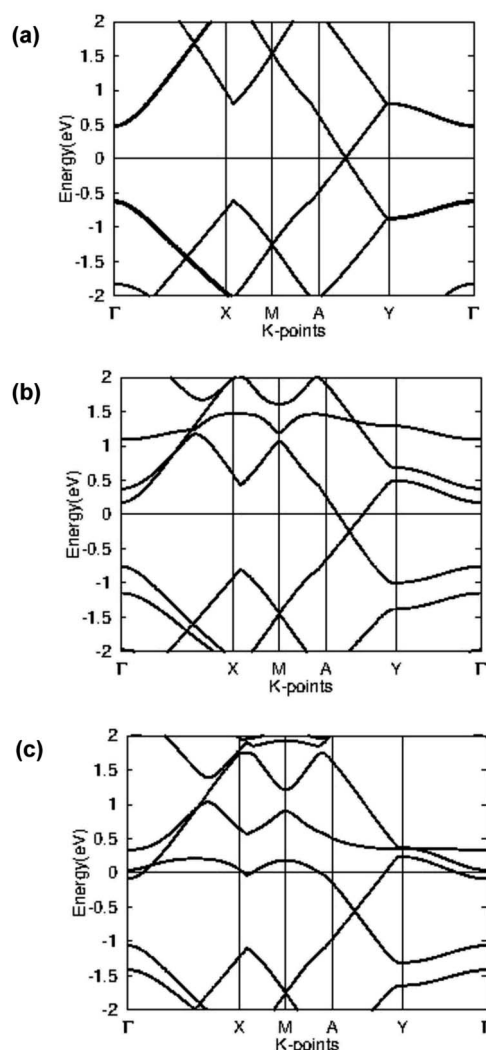 (a)
Energy(eV)
2
1.5
1
0.5
0
-0.5
-1
-1.5
-2
Γ X M A Y Γ
K-points
(b)
Energy(eV)
2
1.5
1
0.5
0
-0.5
-1
-1.5
-2
Γ X M A Y Γ
K-points
(c)
Energy(eV)
2
1.5
1
0.5
0
-0.5
-1
-1.5
-2
Γ X M A Y Γ
K-points